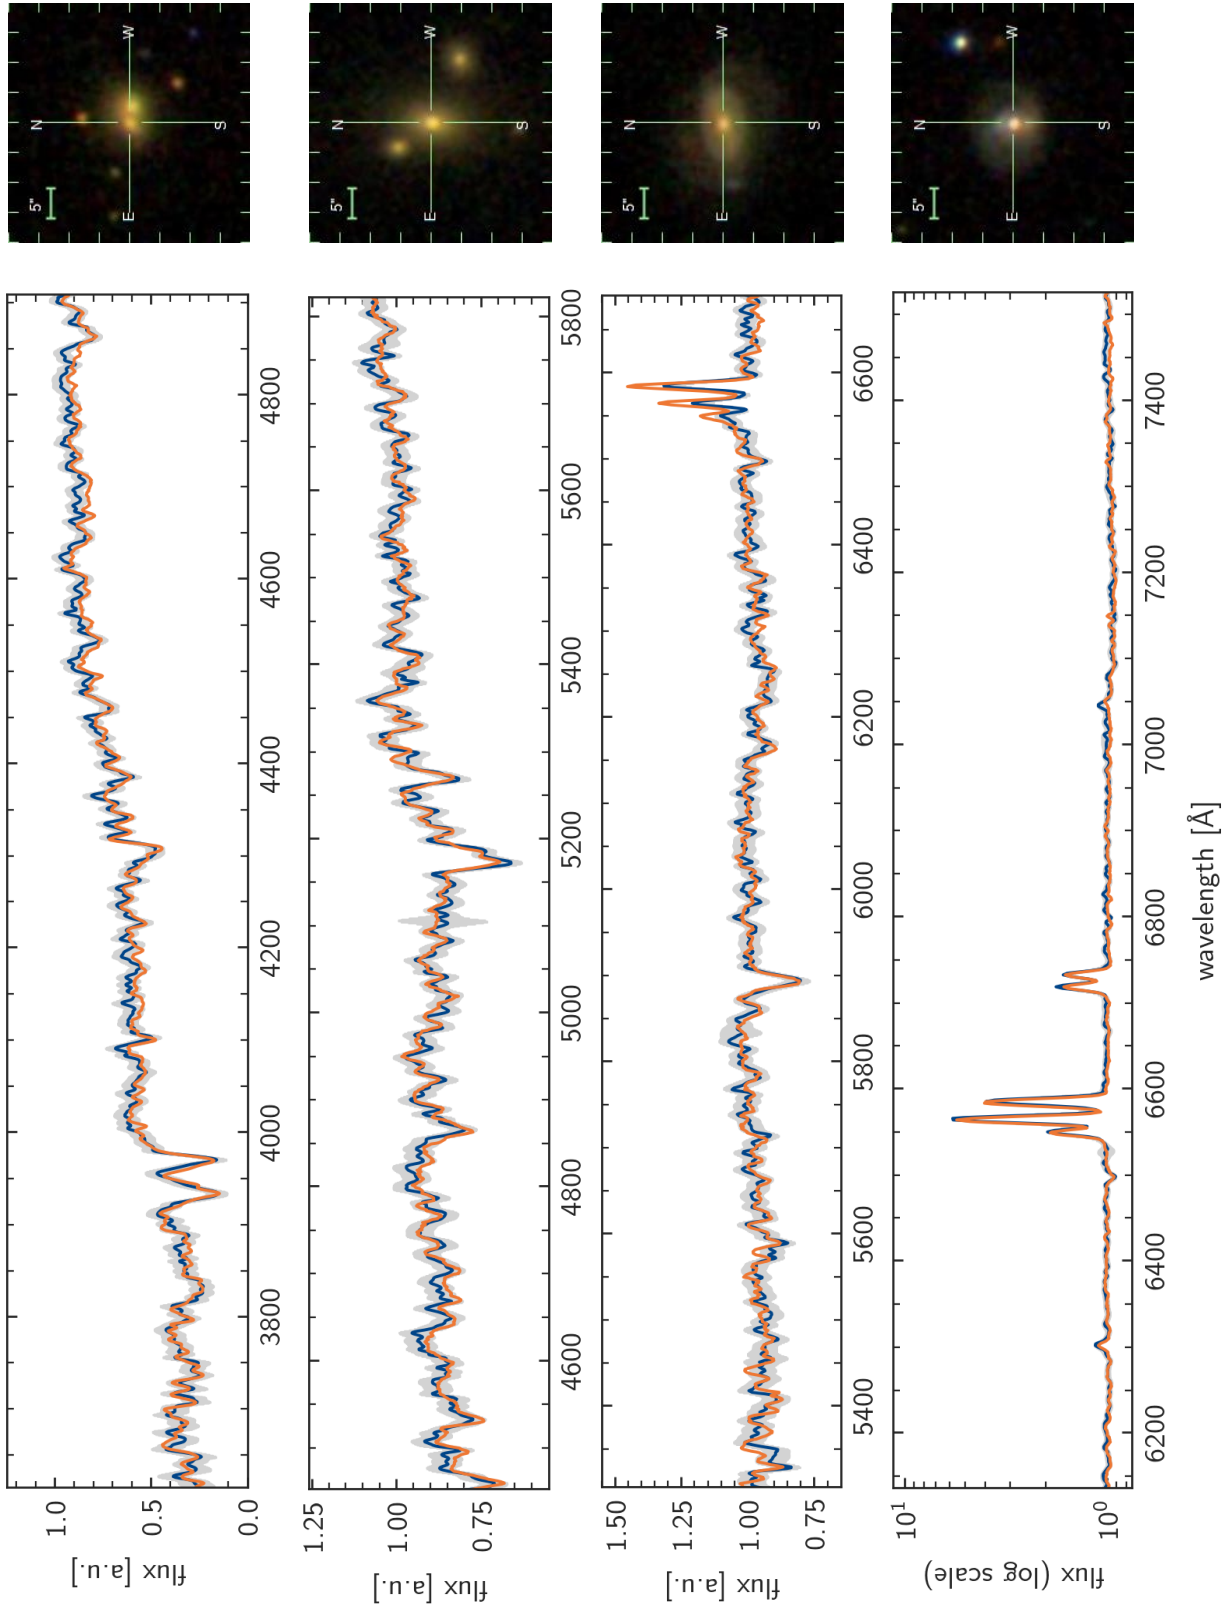 flux [a.u.]
0.0
0.5
1.0
3800
4000
4200
4400
4600
4800
5"
N
W
E
S
flux [a.u.]
0.75
1.00
1.25
4600
4800
5000
5200
5400
5600
5800
5"
N
W
E
S
flux [a.u.]
0.75
1.00
1.25
1.50
5400
5600
5800
6000
6200
6400
6600
5"
N
W
E
S
flux (log scale)
10⁰
10¹
6200
6400
6600
6800
7000
7200
7400
wavelength [Å]
5"
N
W
E
S